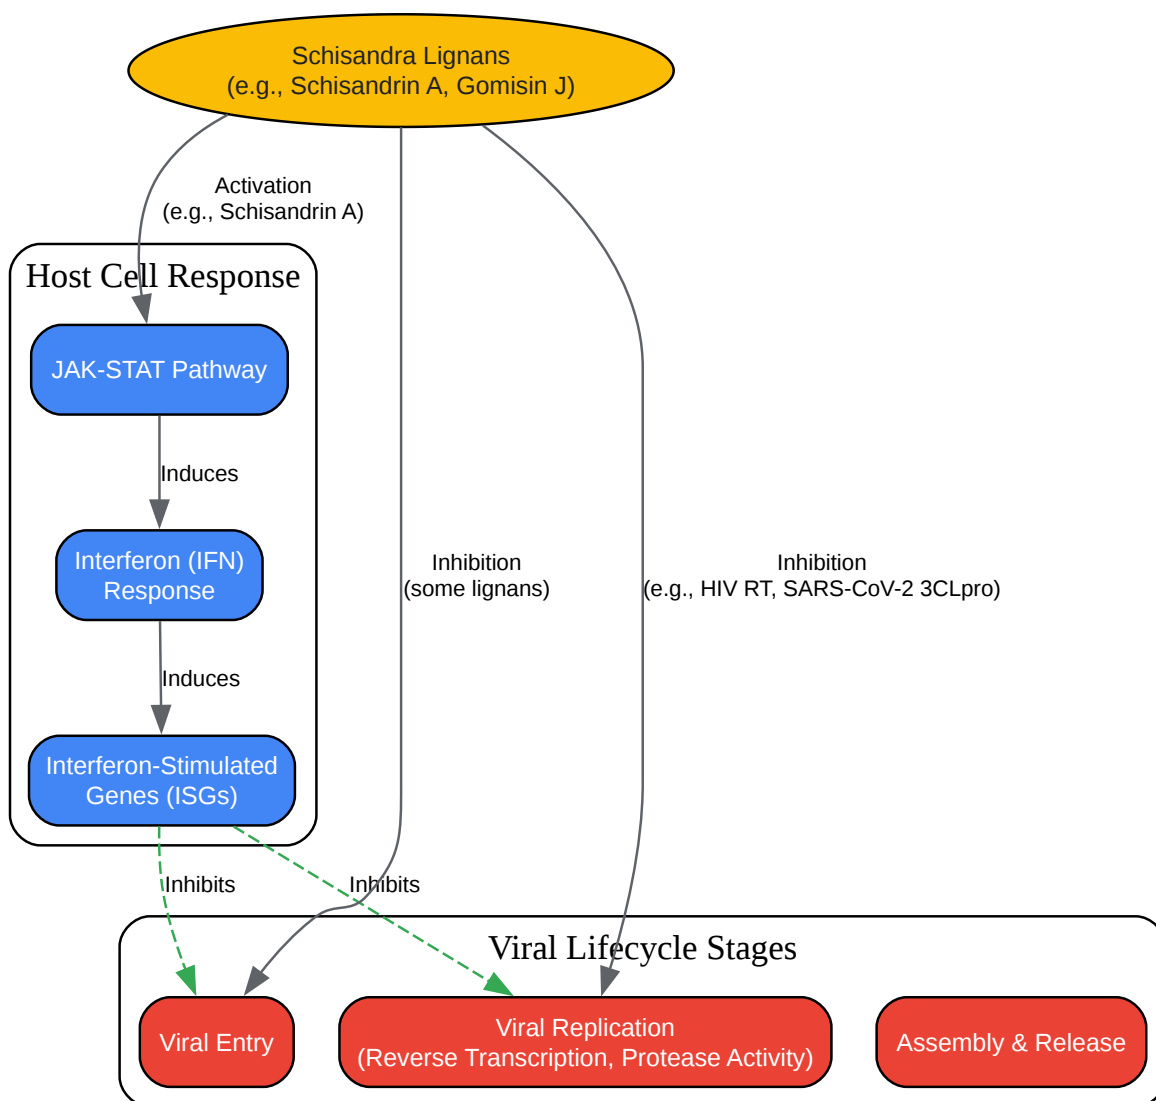 Schisandra Lignans
(e.g., Schisandrin A, Gomisin J)
Activation
(e.g., Schisandrin A)
Host Cell Response
JAK-STAT Pathway
Induces
Interferon (IFN)
Response
Inhibition
(some lignans)
Inhibition
(e.g., HIV RT, SARS-CoV-2 3CLpro)
Induces
Interferon-Stimulated
Genes (ISGs)
Inhibits
Inhibits
Viral Lifecycle Stages
Viral Entry
Viral Replication
(Reverse Transcription, Protease Activity)
Assembly & Release